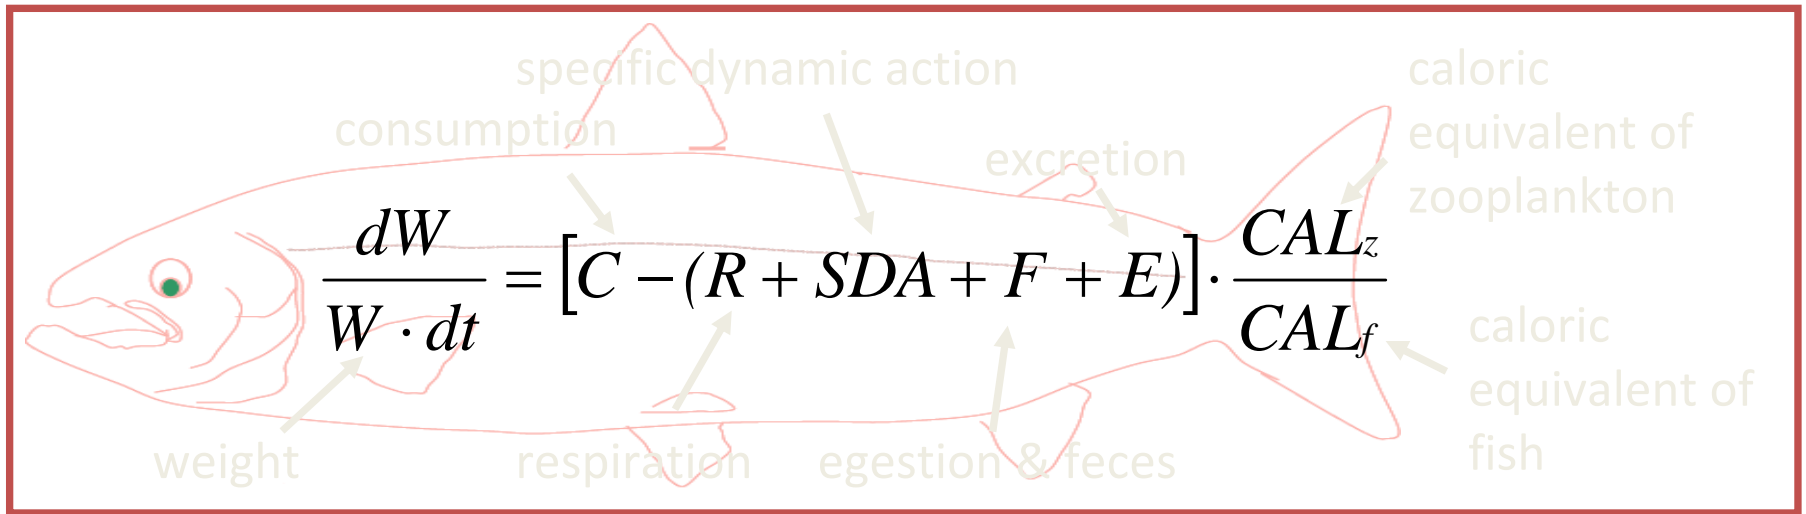 specific dynamic action
consumption
excretion
caloric
equivalent of
zooplankton
dW
W · dt
= [C − (R + SDA + F + E)] ·
CALz
CALf
caloric
equivalent of
fish
weight
respiration
egestion & feces